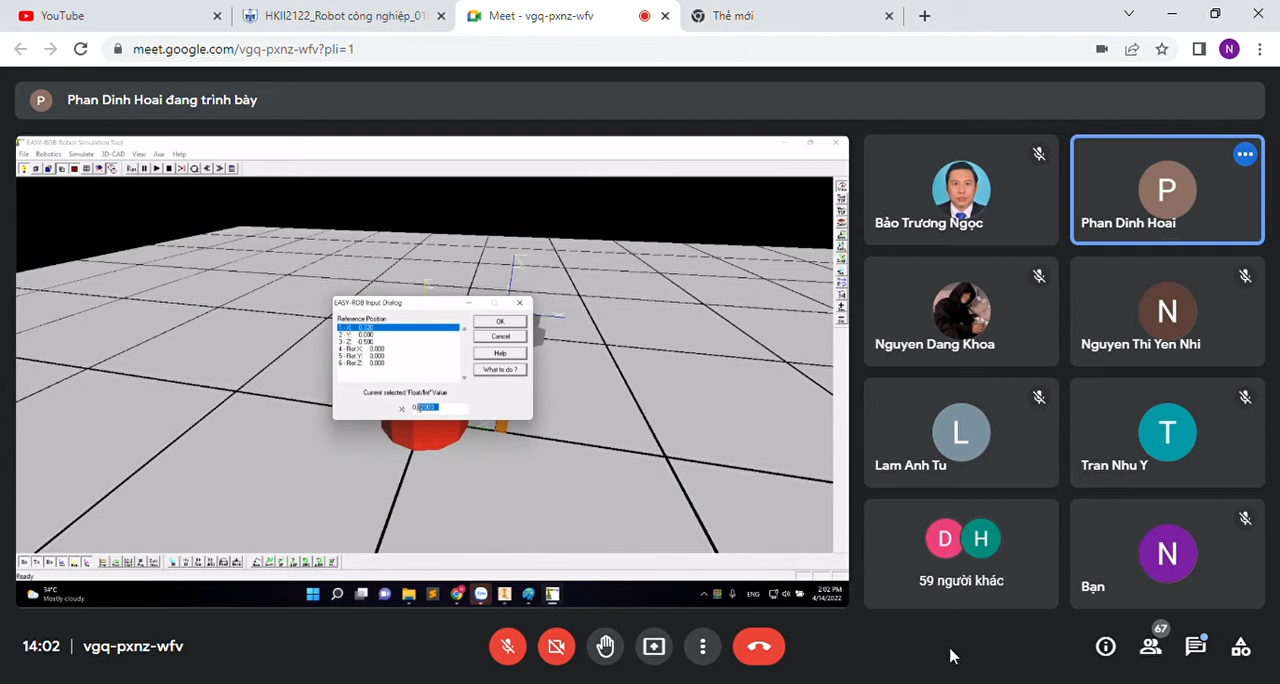 YouTube
HKII2122_Robot công nghiệp_01
Meet - vgq-pxnz-wfv
Thẻ mới
meet.google.com/vgq-pxnz-wfv?pli=1
N
P
Phan Dinh Hoai đang trình bày
EASY-ROB Robot Simulation Tool
File Robotics Simulate 3D-CAD View Aux Help
Run
EASY-ROB Input Dialog
Reference Position
1 - X: 0.320
2 - Y: 0.000
3 - Z: -0.500
4 - Rot X: 0.000
5 - Rot Y: 0.000
6 - Rot Z: 0.000
OK
Cancel
Help
What to do ?
Current selected 'Float/Int' Value
X:
Ready
34°C
Mostly cloudy
ENG
2:02 PM
4/14/2022
Bảo Trương Ngọc
P
Phan Dinh Hoai
Nguyen Dang Khoa
N
Nguyen Thi Yen Nhi
L
Lam Anh Tu
T
Tran Nhu Y
D
H
59 người khác
N
Bạn
14:02
vgq-pxnz-wfv
67